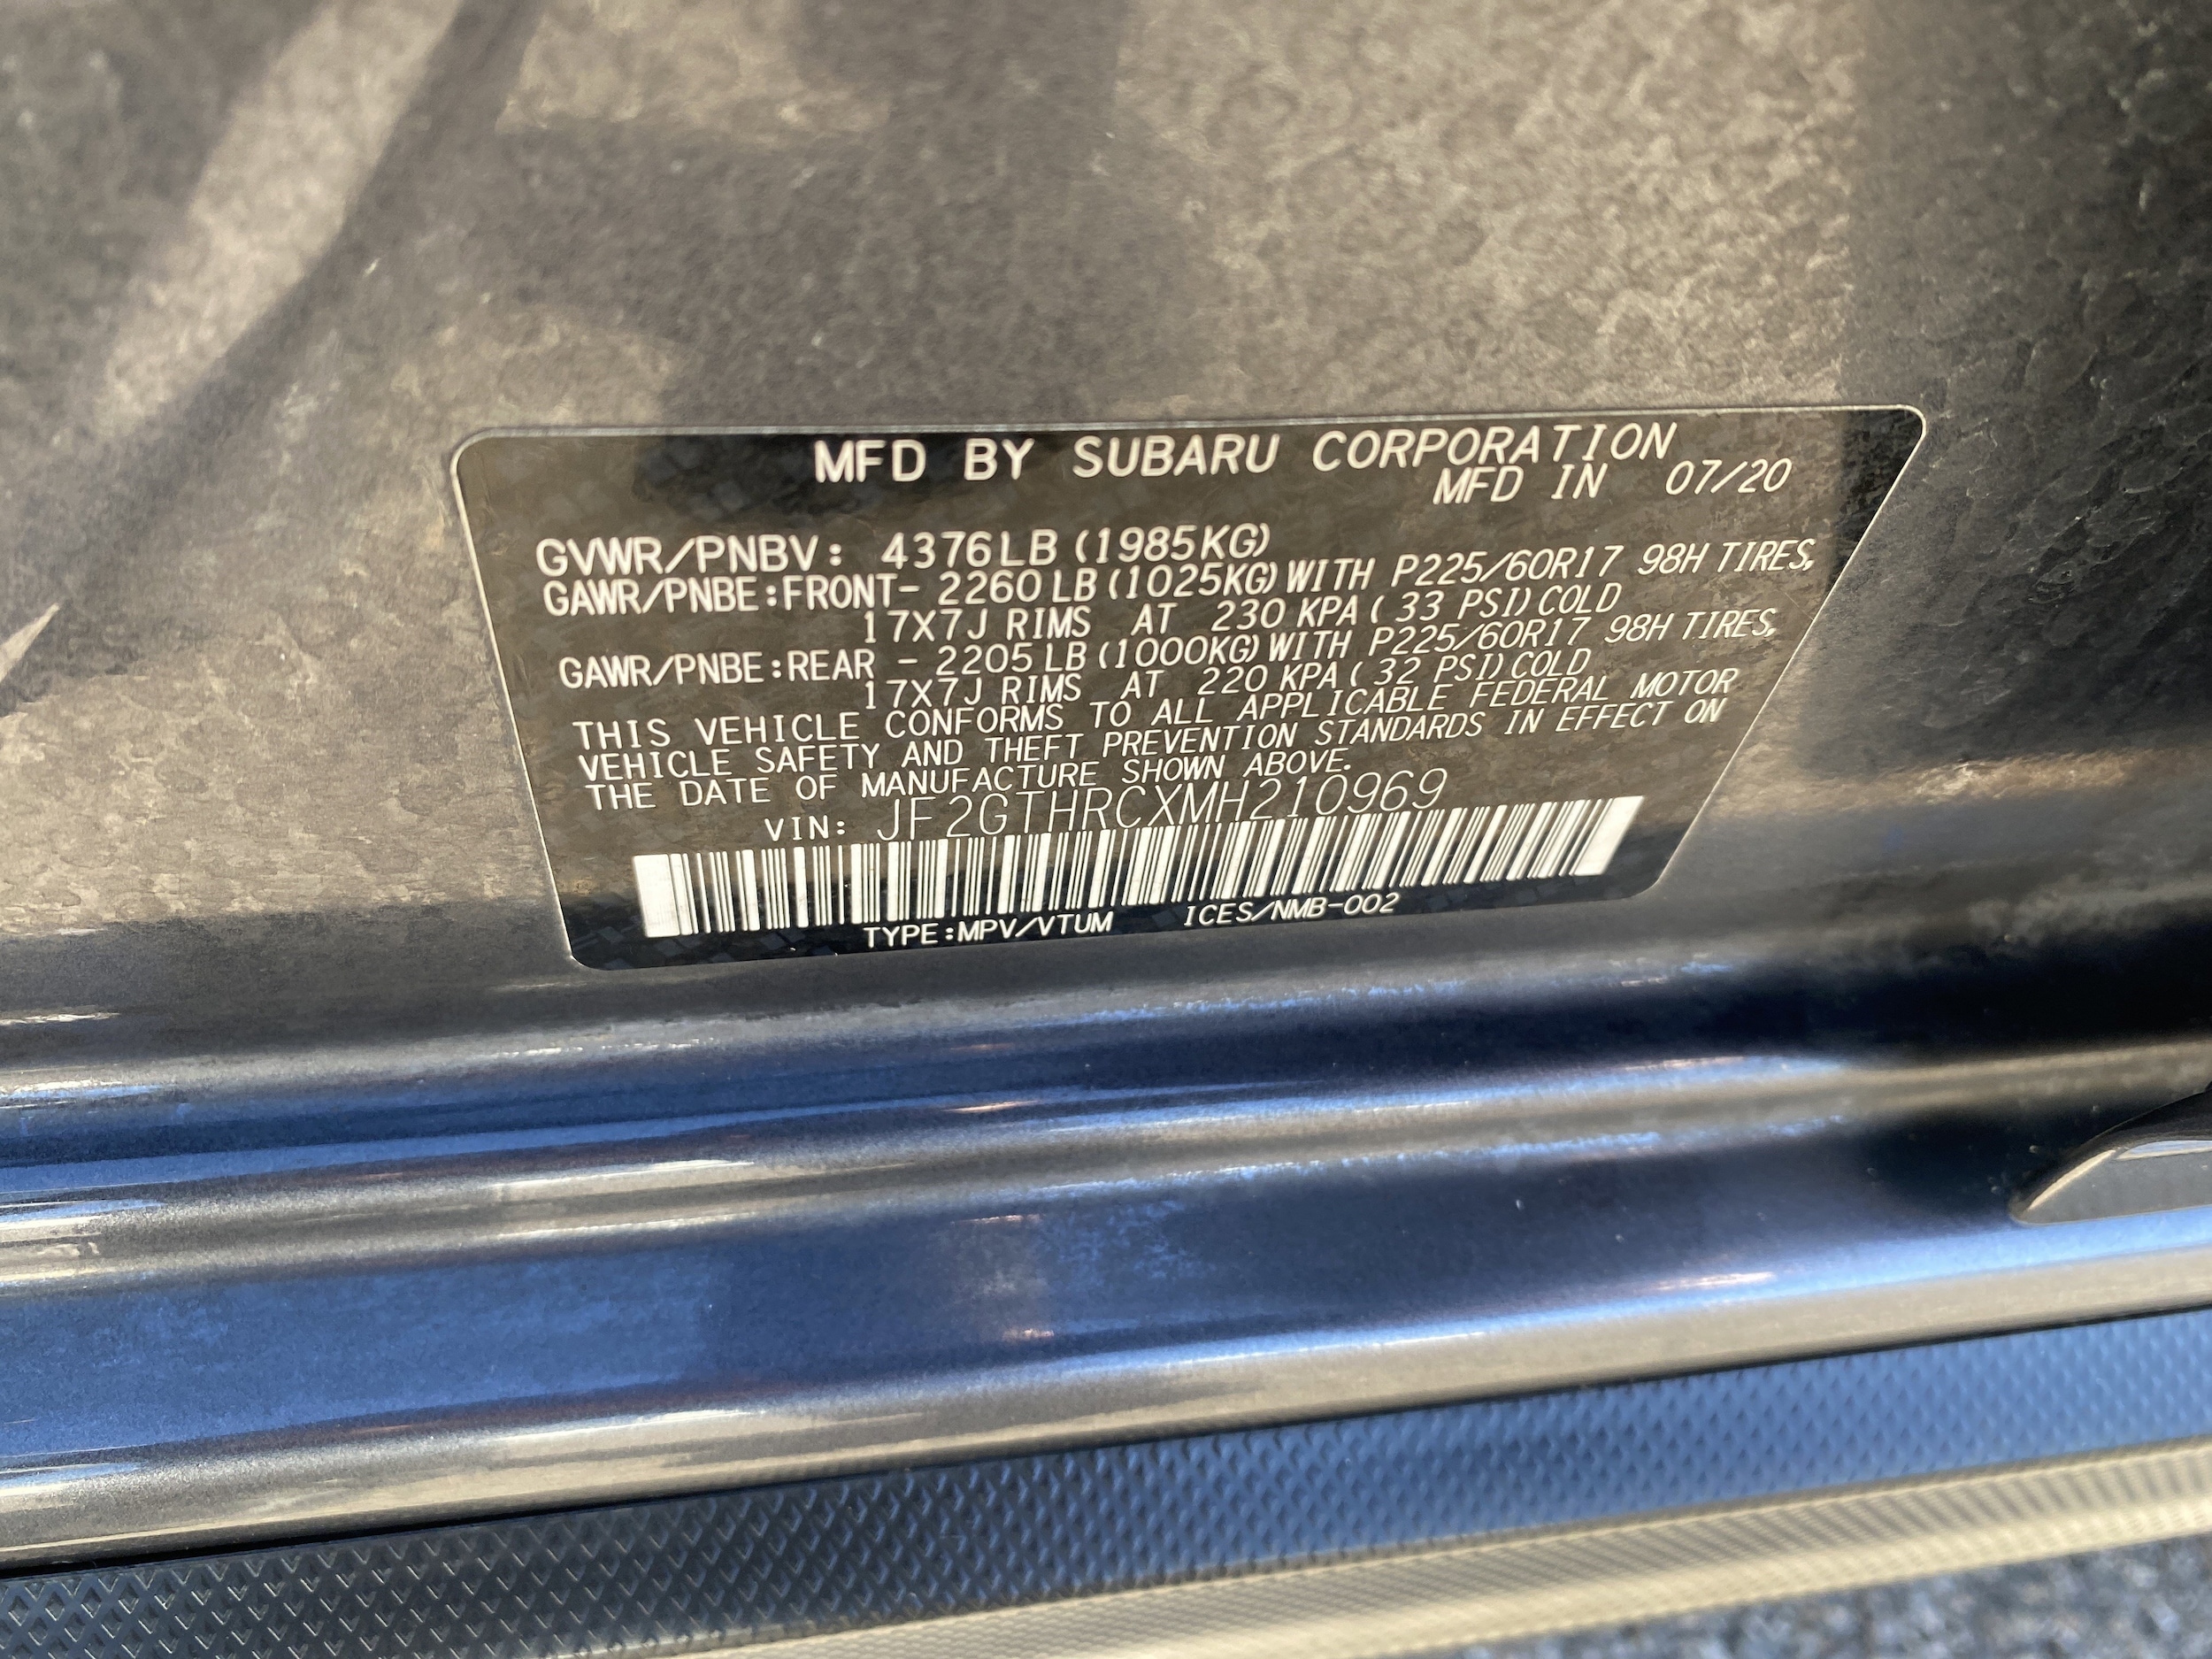 MFD BY SUBARU CORPORATION
MFD IN 07/20
GVWR/PNBV: 4376LB (1985KG)
GAWR/PNBE:FRONT- 2260 LB (1025KG) WITH P225/60R17 98H TIRES,
17X7J RIMS AT 230 KPA ( 33 PSI) COLD
GAWR/PNBE:REAR - 2205 LB (1000KG) WITH P225/60R17 98H TIRES,
17X7J RIMS AT 220 KPA ( 32 PSI) COLD
THIS VEHICLE CONFORMS TO ALL APPLICABLE FEDERAL MOTOR
VEHICLE SAFETY AND THEFT PREVENTION STANDARDS IN EFFECT ON
THE DATE OF MANUFACTURE SHOWN ABOVE.
VIN: JF2GTHRCXMH210969
TYPE:MPV/VTUM ICES/NMB-002